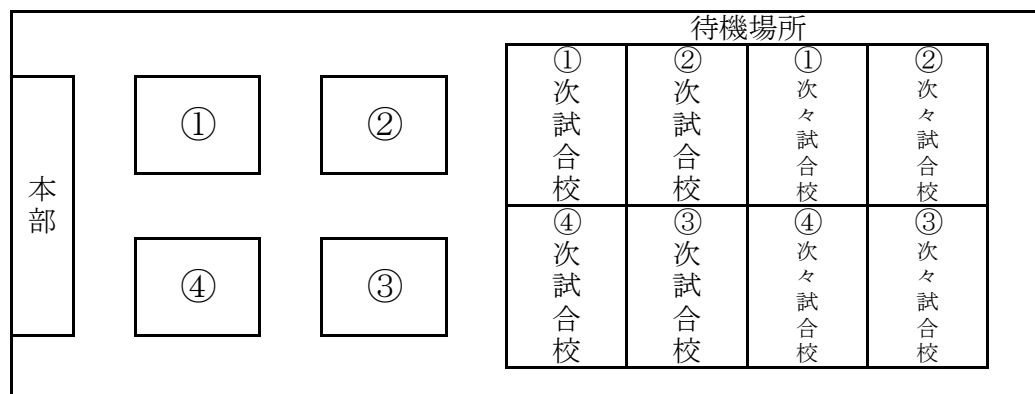 待機場所
本部
①
②
④
③
①次試合校
②次試合校
①次々試合校
②次々試合校
④次試合校
③次試合校
④次々試合校
③次々試合校